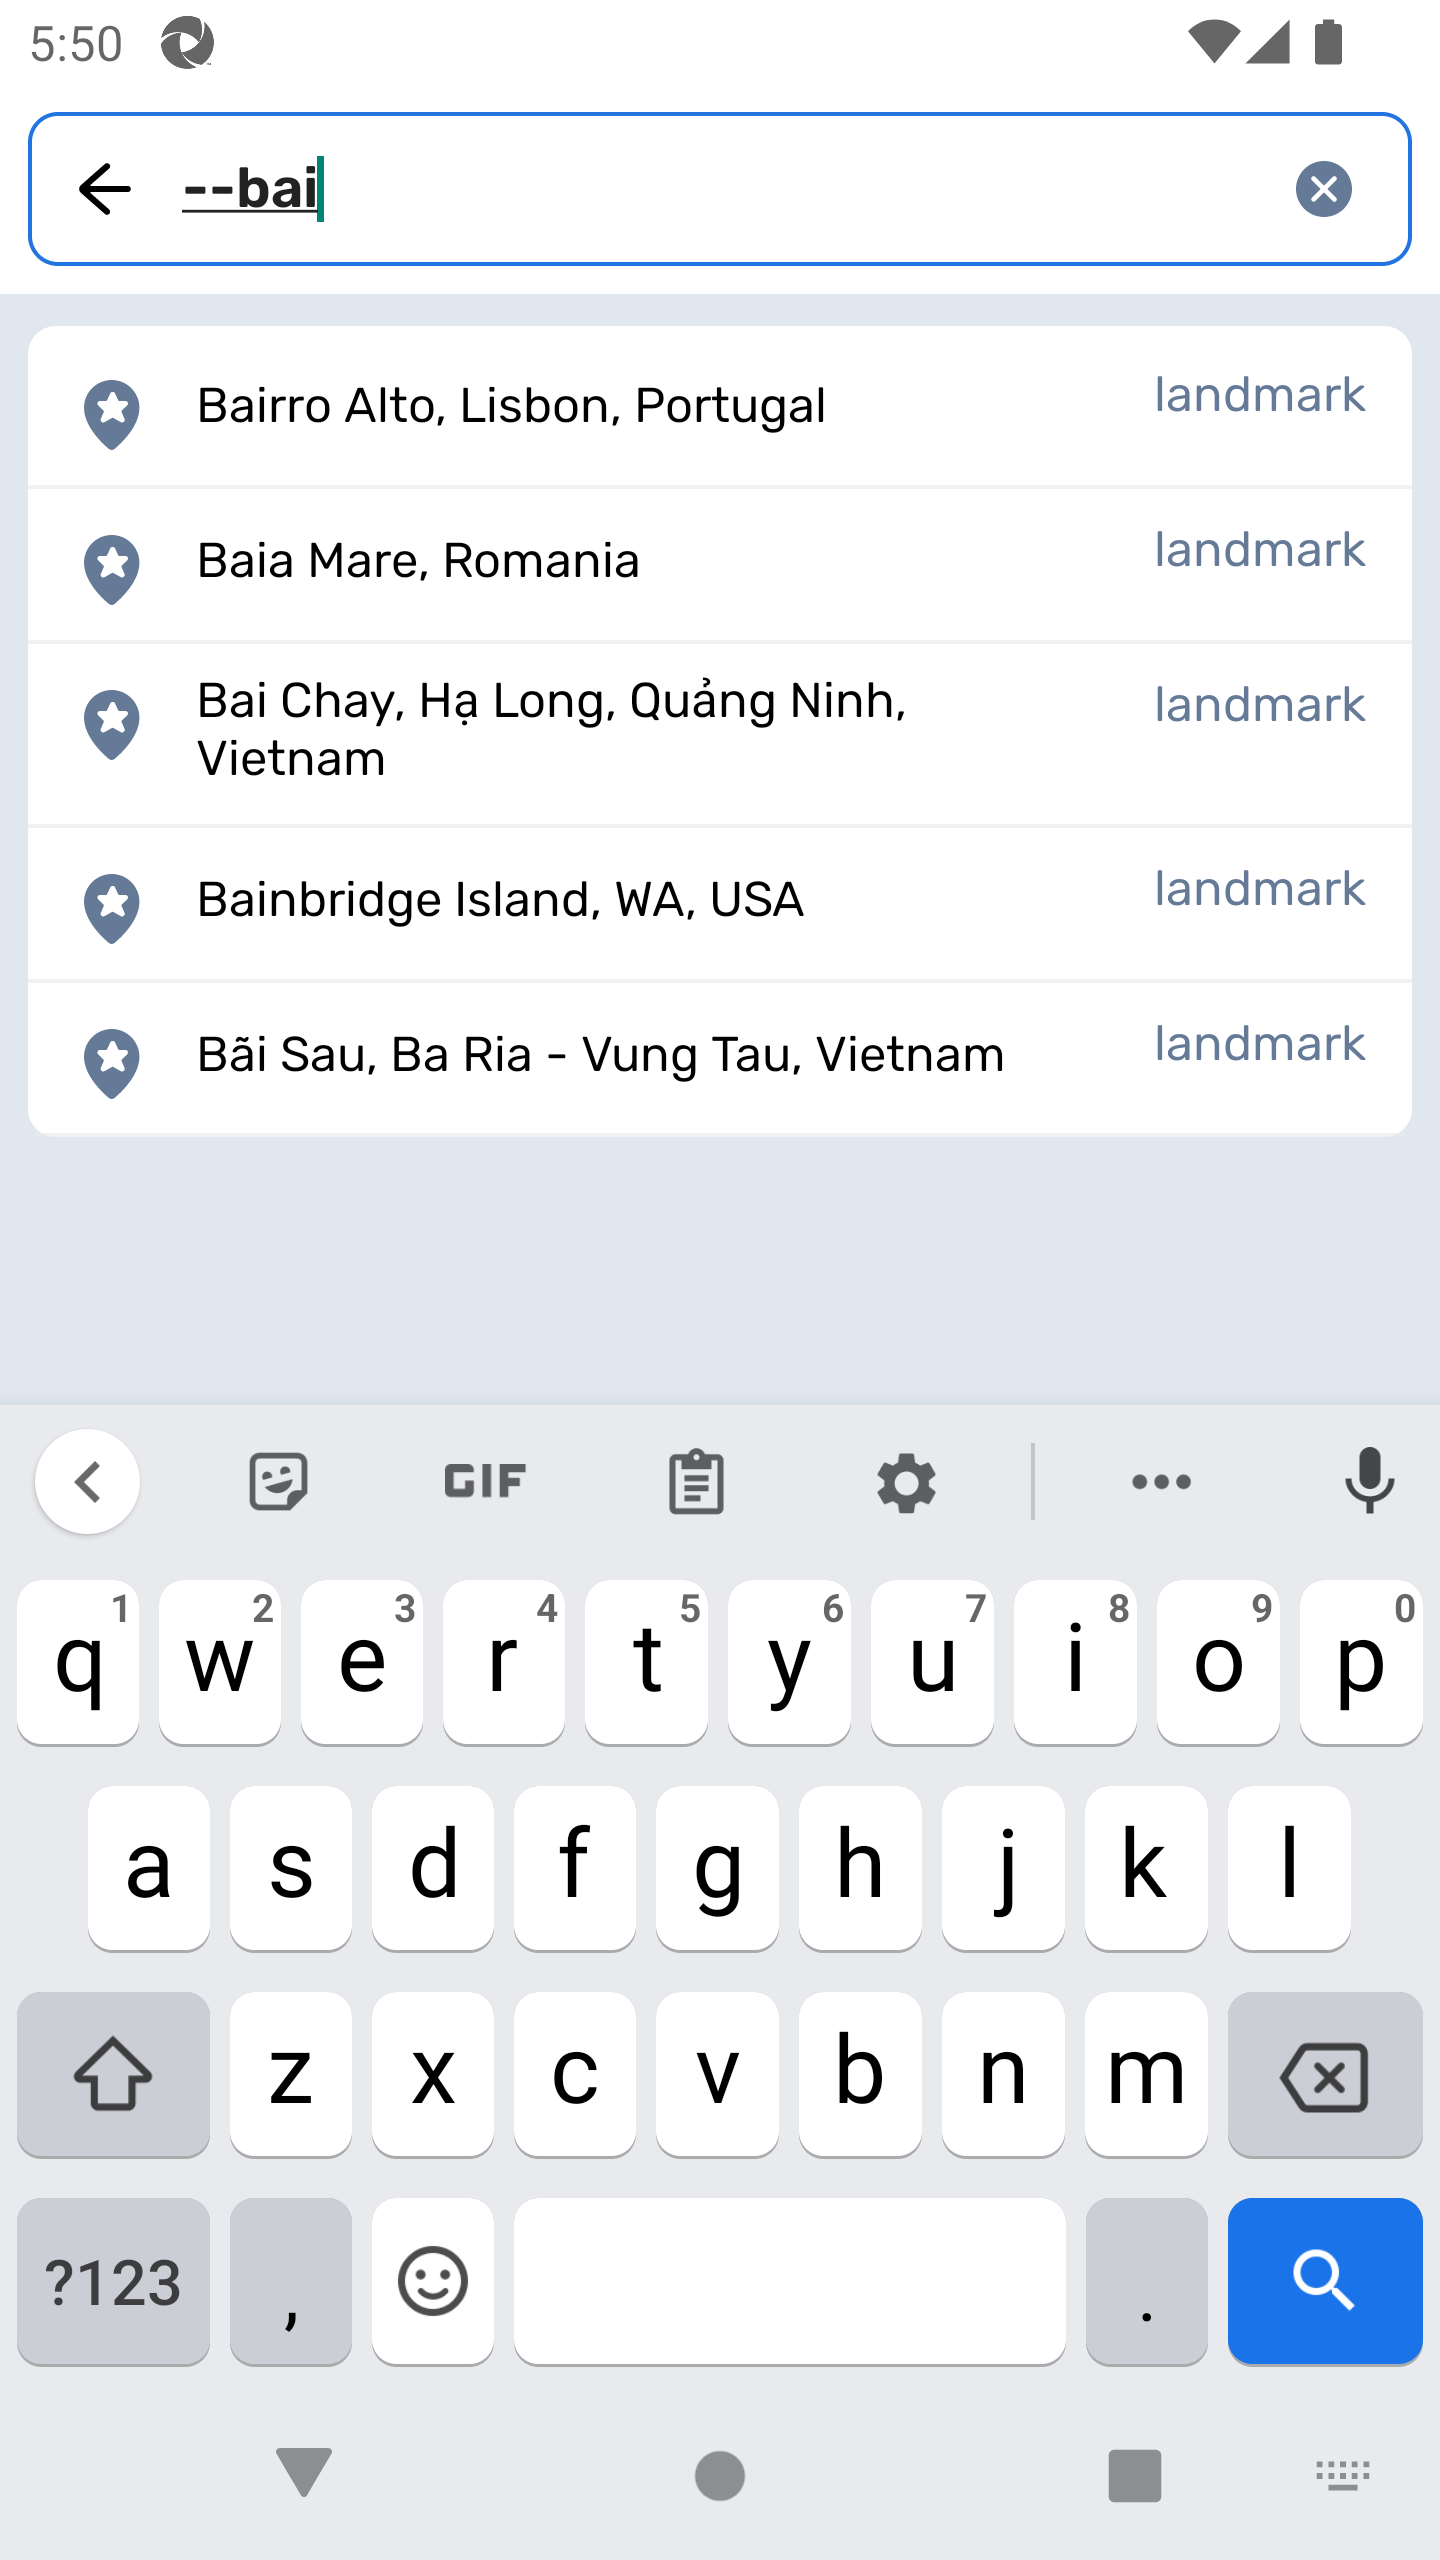 5:50
--bai
Bairro Alto, Lisbon, Portugal
landmark
Baia Mare, Romania
landmark
Bai Chay, Hạ Long, Quảng Ninh,
Vietnam
landmark
Bainbridge Island, WA, USA
landmark
Bãi Sau, Ba Ria - Vung Tau, Vietnam
landmark
GIF
q 1 w 2 e 3 r 4 t 5 y 6 u 7 i 8 o 9 p 0
a s d f g h j k l
z x c v b n m
?123 , .